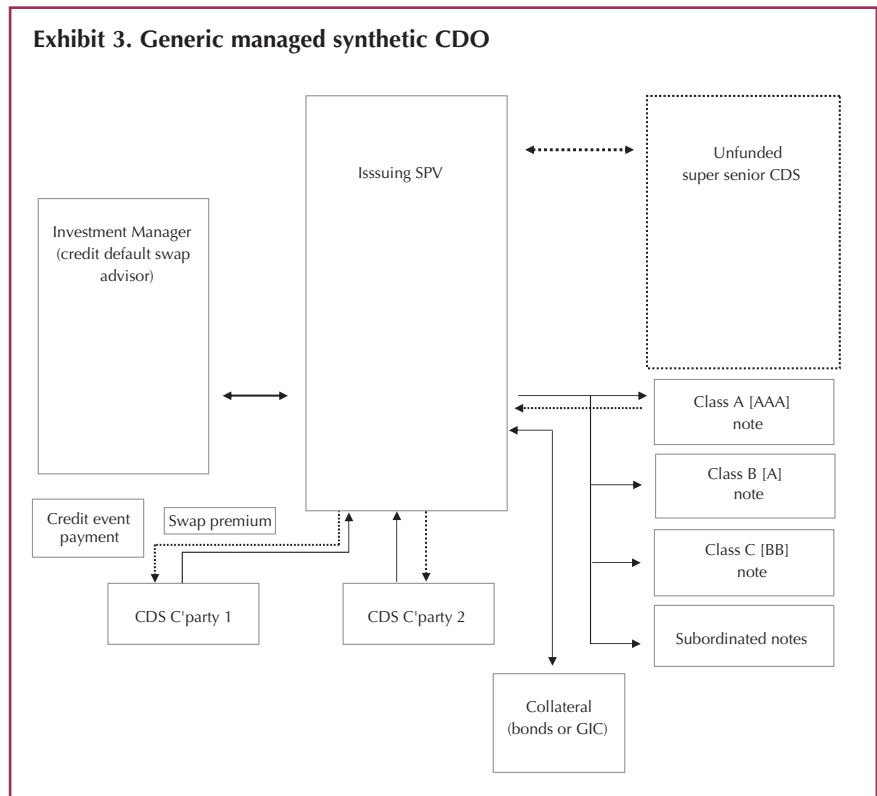 Exhibit 3. Generic managed synthetic CDO
Isssuing SPV
Unfunded
super senior CDS
Investment Manager
(credit default swap
advisor)
Class A [AAA]
note
Class B [A]
note
Credit event
payment
Swap premium
Class C [BB]
note
CDS C'party 1
CDS C'party 2
Subordinated notes
Collateral
(bonds or GIC)